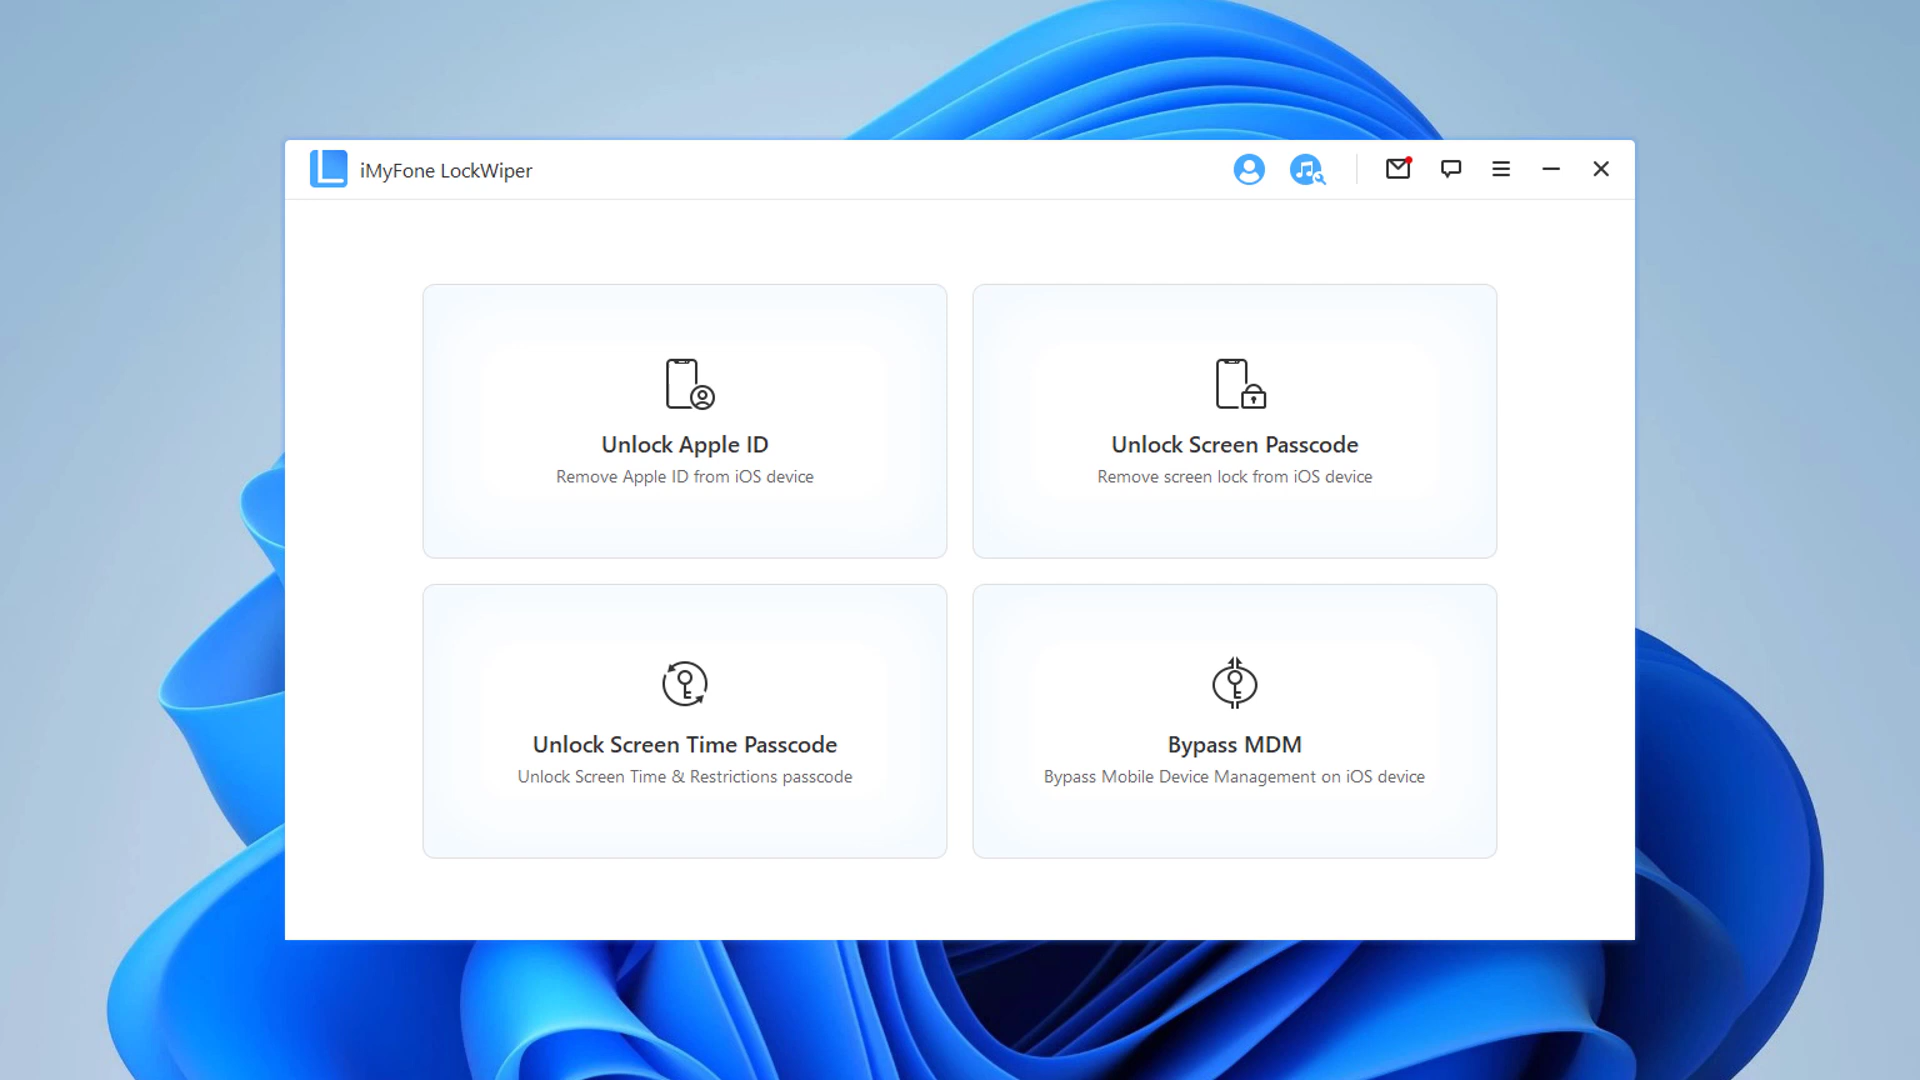 iMyFone LockWiper
Unlock Apple ID
Remove Apple ID from iOS device
Unlock Screen Passcode
Remove screen lock from iOS device
Unlock Screen Time Passcode
Unlock Screen Time & Restrictions passcode
Bypass MDM
Bypass Mobile Device Management on iOS device